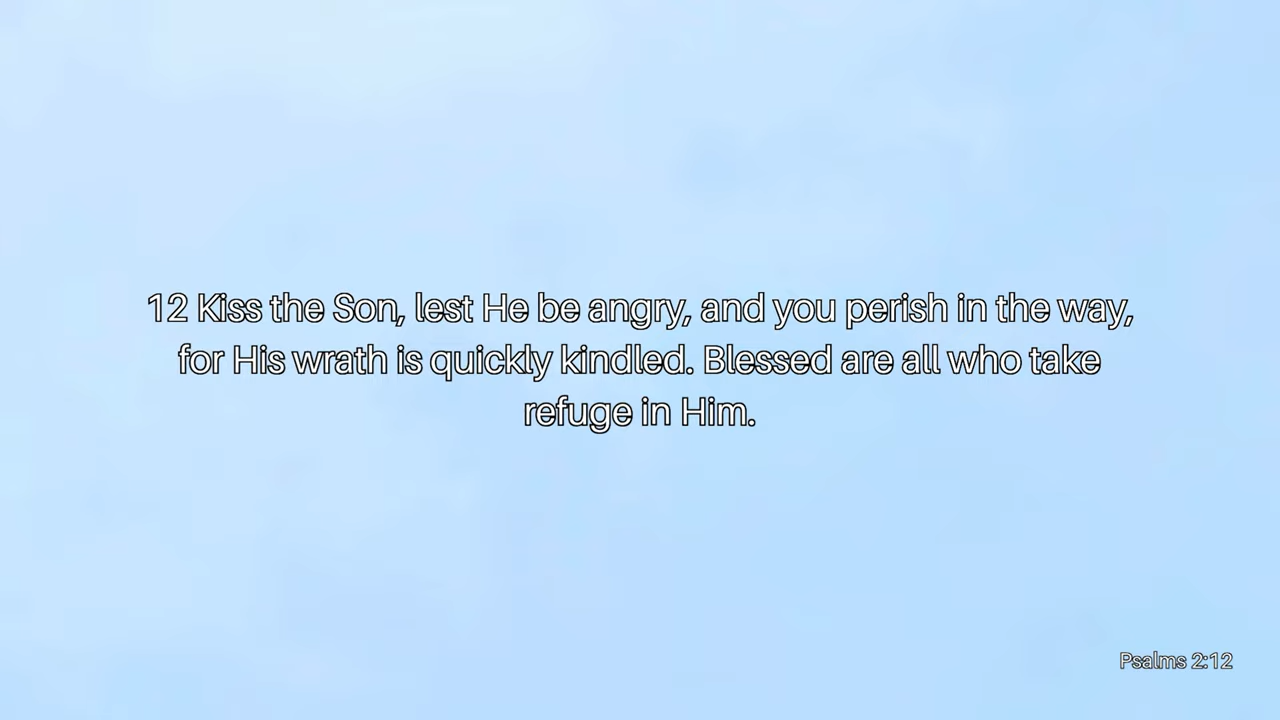 12 Kiss the Son, lest He be angry, and you perish in the way,
for His wrath is quickly kindled. Blessed are all who take
refuge in Him.
Psalms 2:12